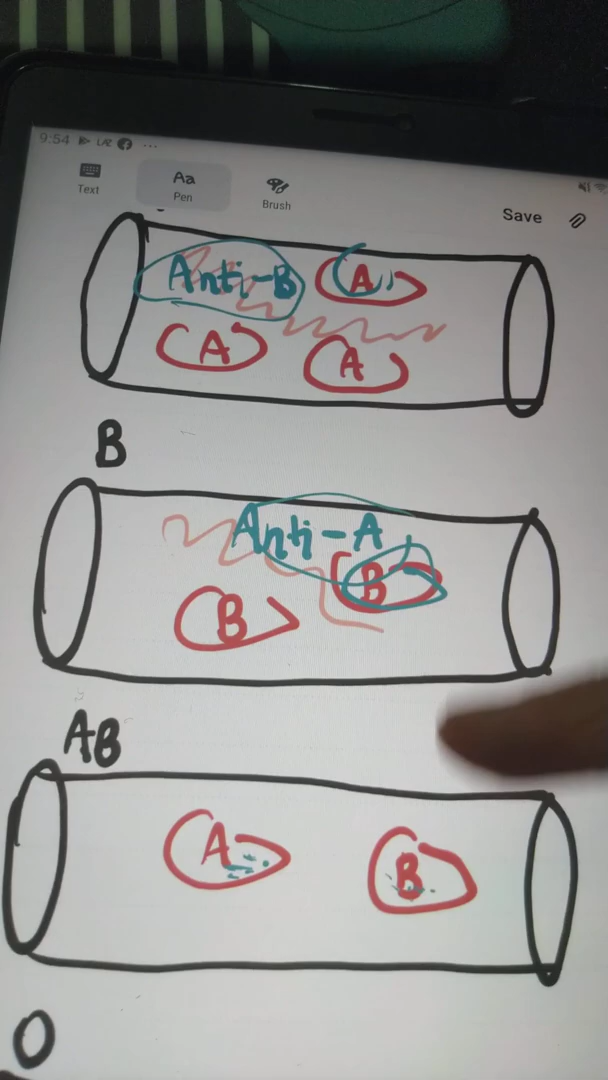 9:54
Text Aa Pen Brush Save
Anti-B A
A A
B
Anti-A
B B
AB
A B
O